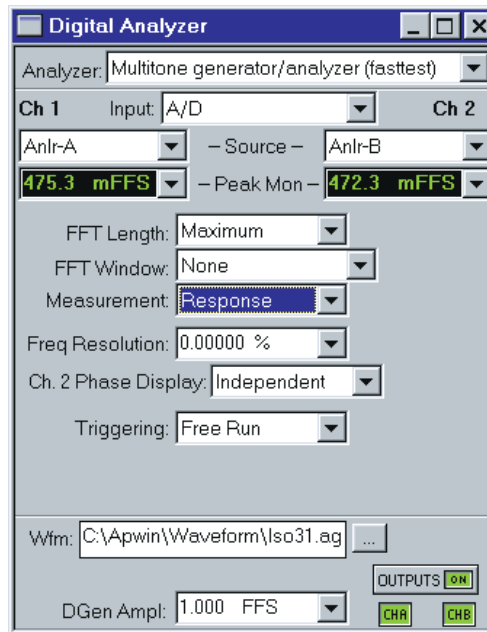 Digital Analyzer
Analyzer: Multitone generator/analyzer (fasttest)
Ch 1 Input: A/D Ch 2
Anlr-A – Source – Anlr-B
475.3 mFFS – Peak Mon – 472.3 mFFS
FFT Length: Maximum
FFT Window: None
Measurement: Response
Freq Resolution: 0.00000 %
Ch. 2 Phase Display: Independent
Triggering: Free Run
Wfm: C:\Apwin\Waveform\Iso31.ag ...
OUTPUTS ON
DGen Ampl: 1.000 FFS CHA CHB